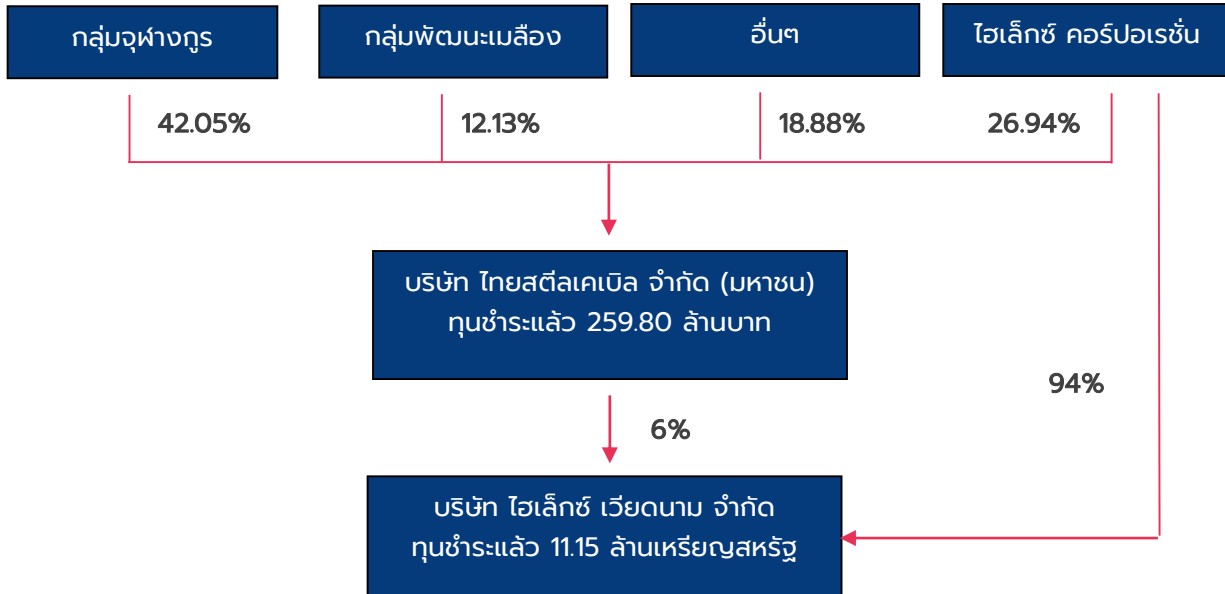 กลุ่มจุฬางกูร
กลุ่มพัฒนะเมลือง
อื่นๆ
ไฮเล็กซ์ คอร์ปอเรชั่น
42.05%
12.13%
18.88%
26.94%
บริษัท ไทยสตีลเคเบิล จำกัด (มหาชน)
ทุนชำระแล้ว 259.80 ล้านบาท
94%
6%
บริษัท ไฮเล็กซ์ เวียดนาม จำกัด
ทุนชำระแล้ว 11.15 ล้านเหรียญสหรัฐ